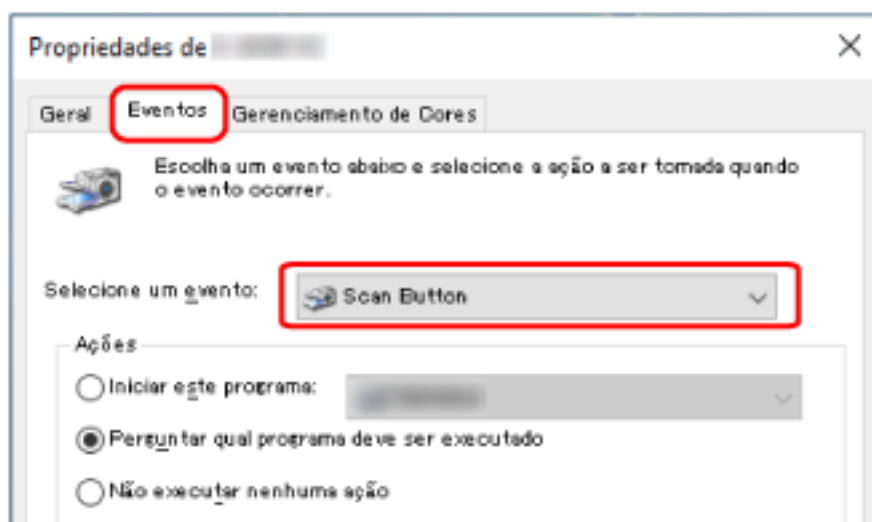 Propriedades de
Geral Eventos Gerenciamento de Cores
Escolha um evento abaixo e selecione a ação a ser tomada quando
o evento ocorrer.
Selecione um evento: Scan Button
Ações
Iniciar este programa:
Perguntar qual programa deve ser executado
Não executar nenhuma ação